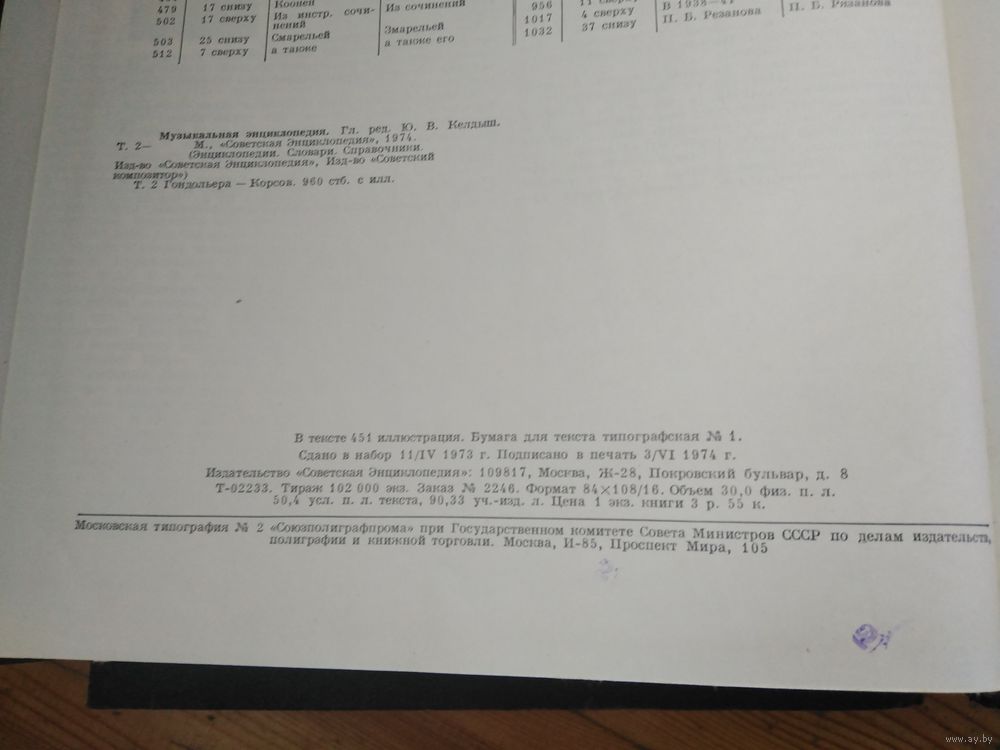 479 17 снизу Коонен Из сочинений
502 17 сверху Из инстр. сочи-
нений
503 25 снизу Смарельей Змарельей
512 7 сверху а также а также его
956
1017 4 сверху В 1938—
1032 37 снизу П. Б. Резанова П. Б. Рязанова
Музыкальная энциклопедия. Гл. ред. Ю. В. Келдыш.
Т. 2— М., «Советская Энциклопедия», 1974.
(Энциклопедии. Словари. Справочники.
Изд-во «Советская Энциклопедия», Изд-во «Советский
композитор»)
Т. 2 Гондольера — Корсов. 960 стб. с илл.
В тексте 451 иллюстрация. Бумага для текста типографская № 1.
Сдано в набор 11/IV 1973 г. Подписано в печать 3/VI 1974 г.
Издательство «Советская Энциклопедия»: 109817, Москва, Ж-28, Покровский бульвар, д. 8
Т-02233. Тираж 102 000 экз. Заказ № 2246. Формат 84×108/16. Объем 30,0 физ. п. л.
50,4 усл. п. л. текста, 90,33 уч.-изд. л. Цена 1 экз. книги 3 р. 55 к.
Московская типография № 2 «Союзполиграфпрома» при Государственном комитете Совета Министров СССР по делам издательств,
полиграфии и книжной торговли. Москва, И-85, Проспект Мира, 105
www.ay.by